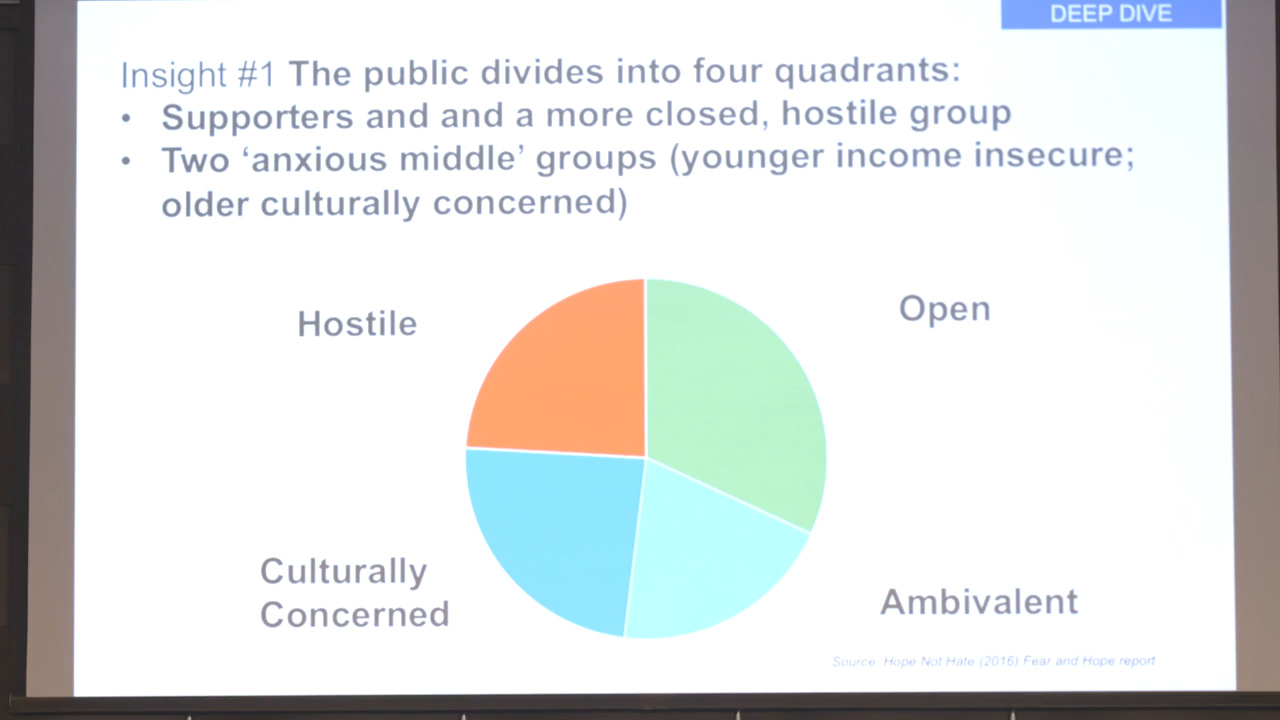 DEEP DIVE
Insight #1 The public divides into four quadrants:
• Supporters and and a more closed, hostile group
• Two ‘anxious middle’ groups (younger income insecure;
older culturally concerned)
Hostile
Open
Culturally
Concerned
Ambivalent
Source: Hope Not Hate (2016) Fear and Hope report